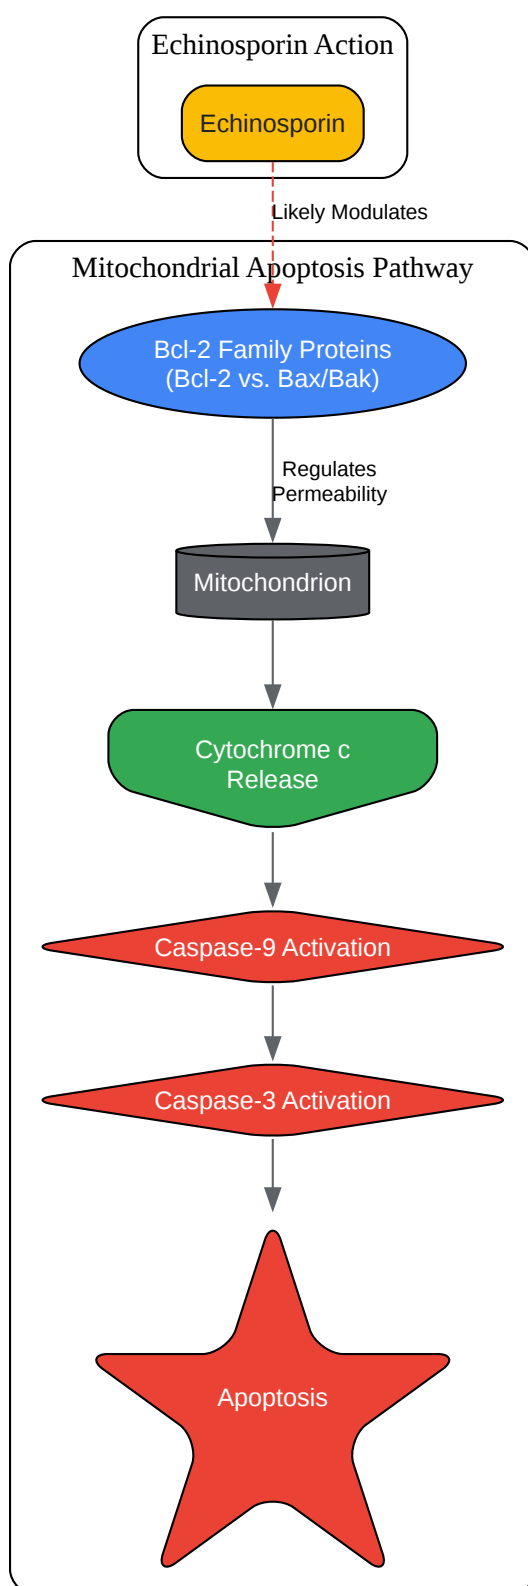 Echinosporin Action
Echinosporin
Likely Modulates
Mitochondrial Apoptosis Pathway
Bcl-2 Family Proteins
(Bcl-2 vs. Bax/Bak)
Regulates
Permeability
Mitochondrion
Cytochrome c
Release
Caspase-9 Activation
Caspase-3 Activation
Apoptosis